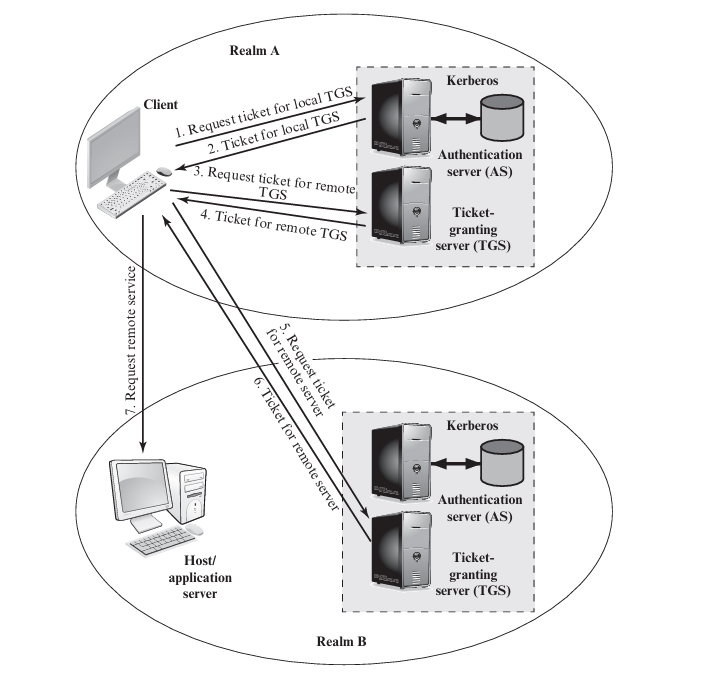 Realm A
Kerberos
Client
1. Request ticket for local TGS
2. Ticket for local TGS
Authentication
server (AS)
3. Request ticket for remote
TGS
4. Ticket for remote TGS
Ticket-
granting
server (TGS)
7. Request remote service
5. Request ticket
for remote server
6. Ticket for remote server
Kerberos
Authentication
server (AS)
Host/
application
server
Ticket-
granting
server (TGS)
Realm B